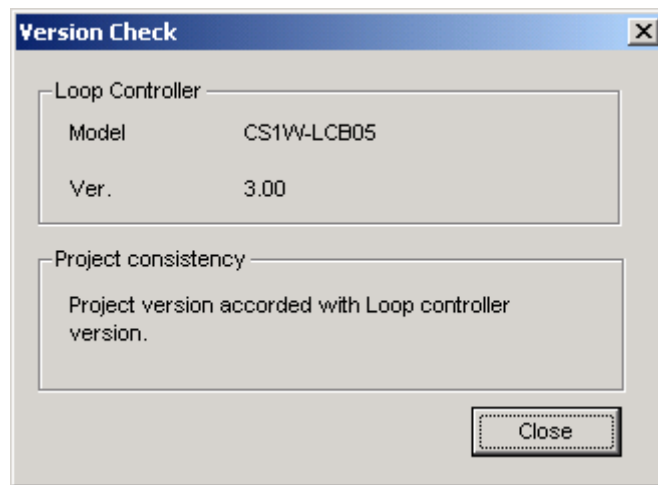 Version Check
Loop Controller
Model CS1W-LCB05
Ver. 3.00
Project consistency
Project version accorded with Loop controller
version.
Close